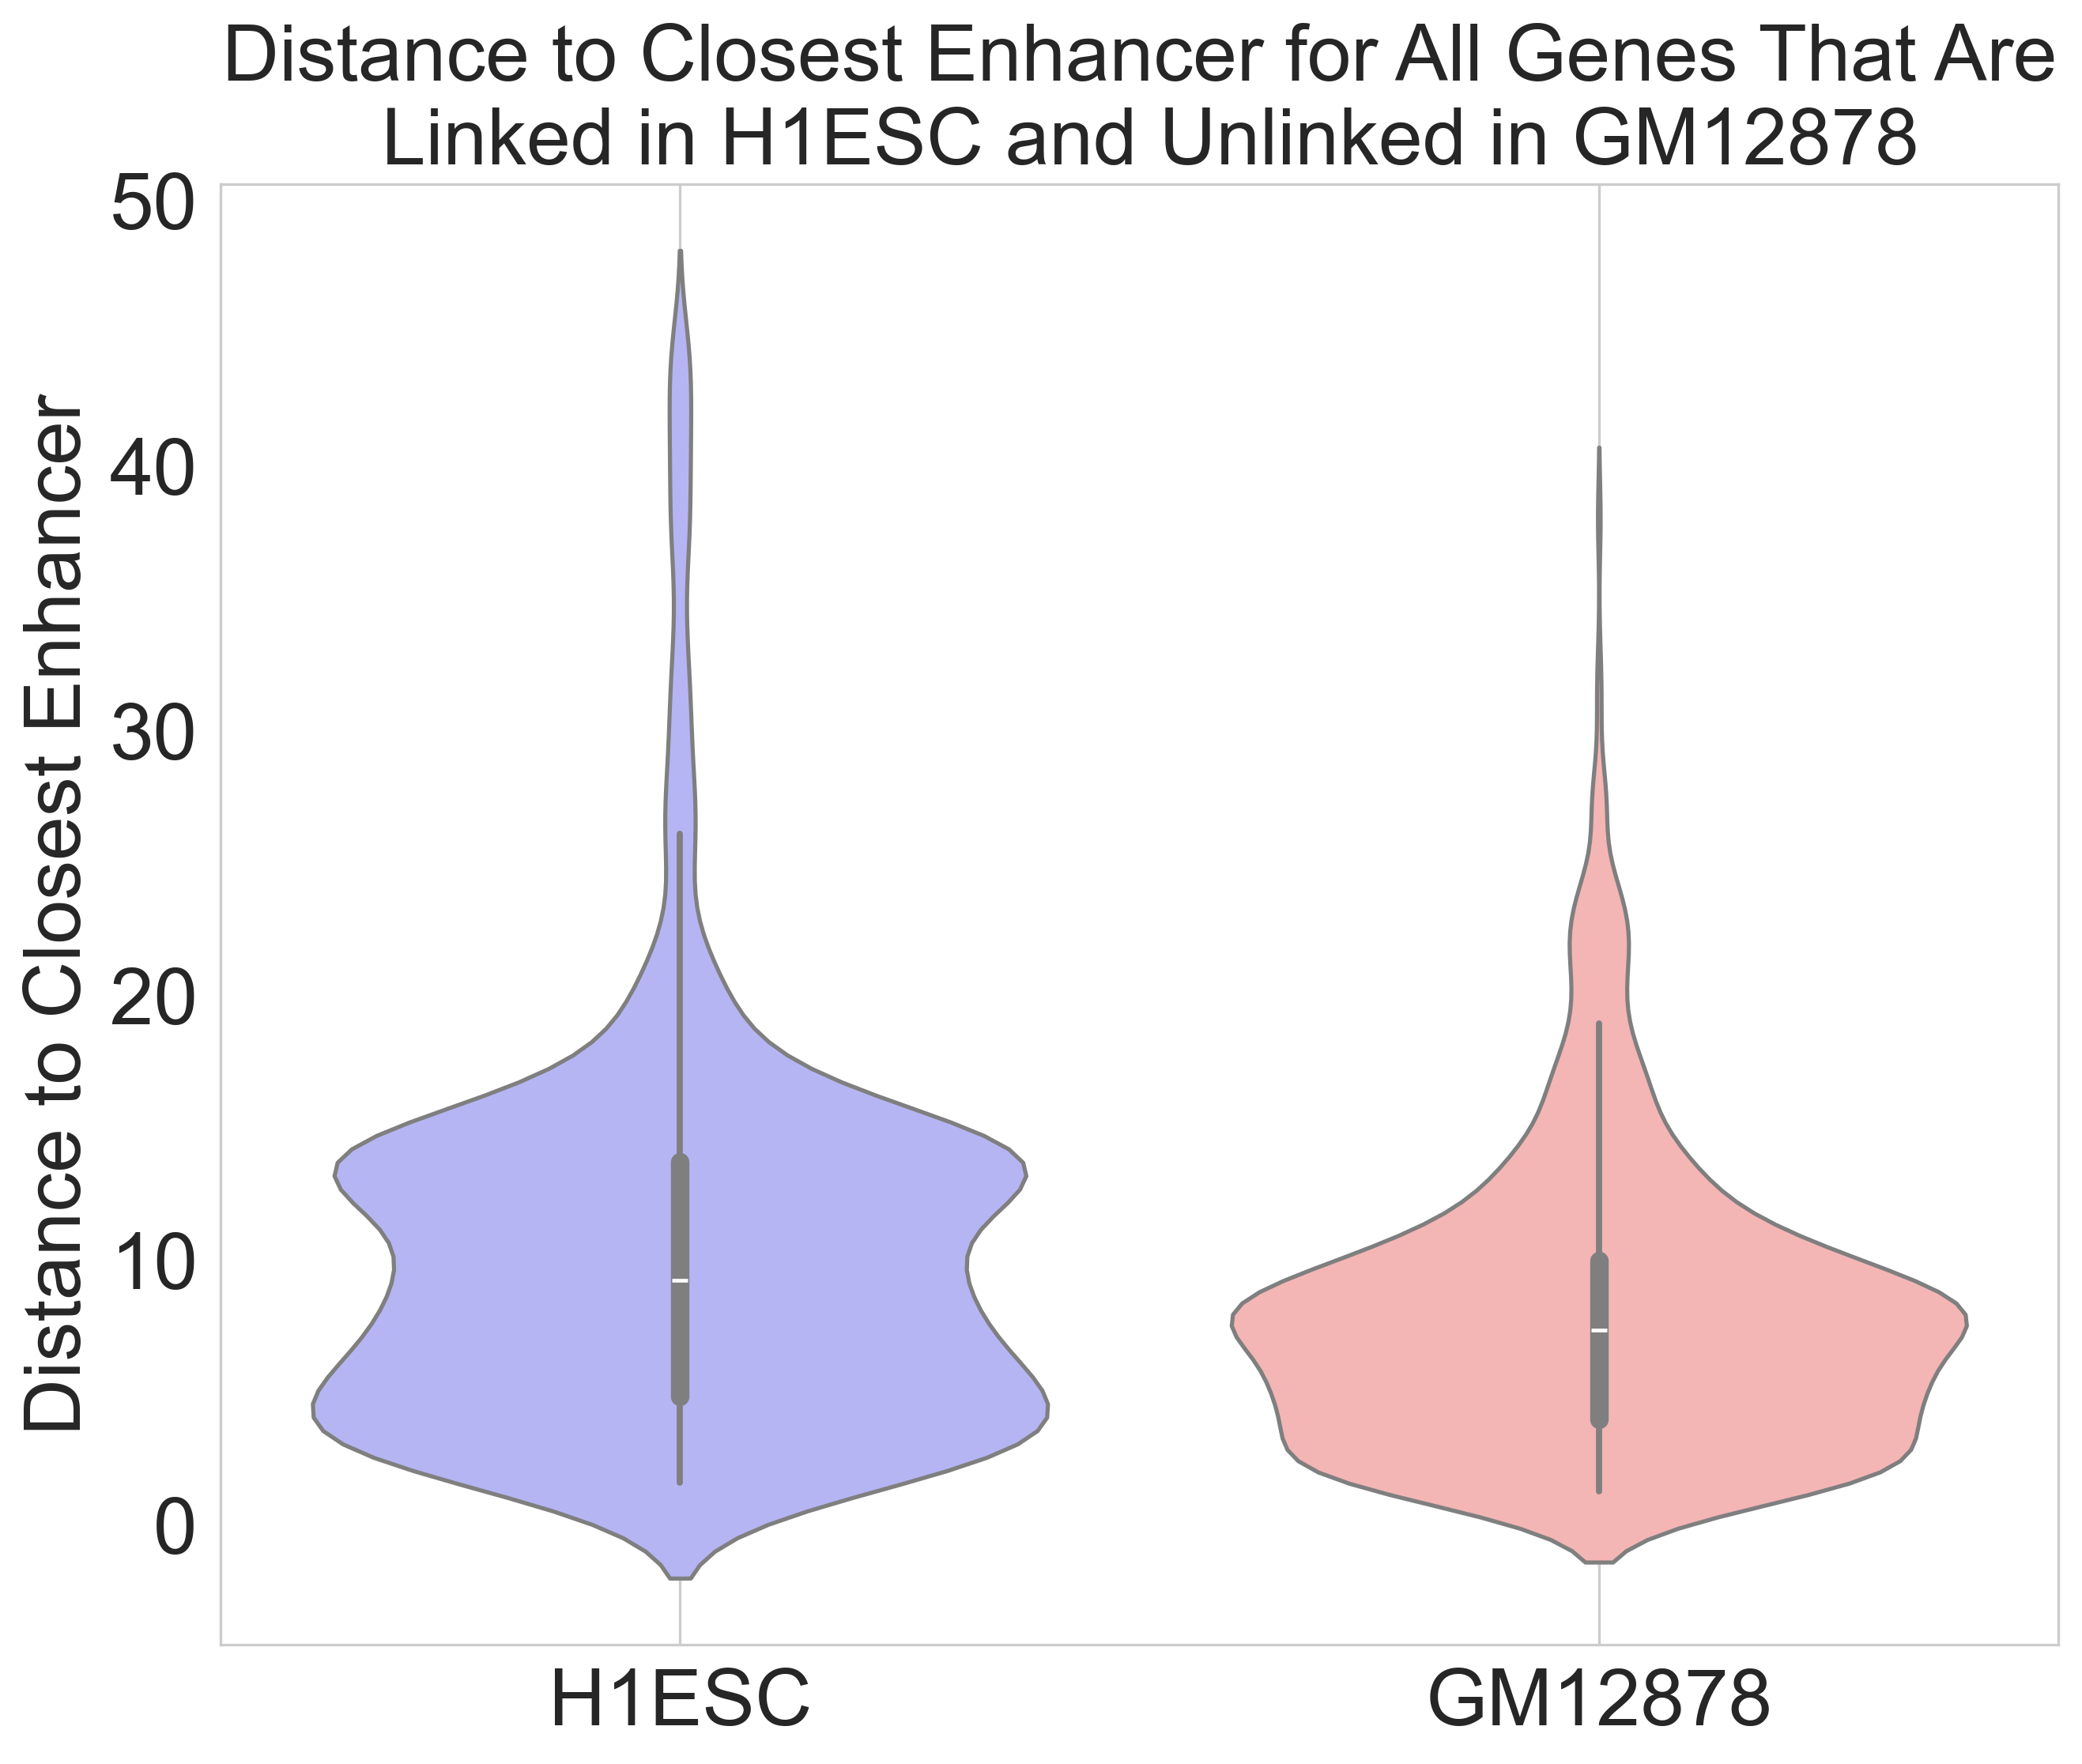 Distance to Closest Enhancer for All Genes That Are
Linked in H1ESC and Unlinked in GM12878
50
40
30
20
10
0
Distance to Closest Enhancer
H1ESC
GM12878